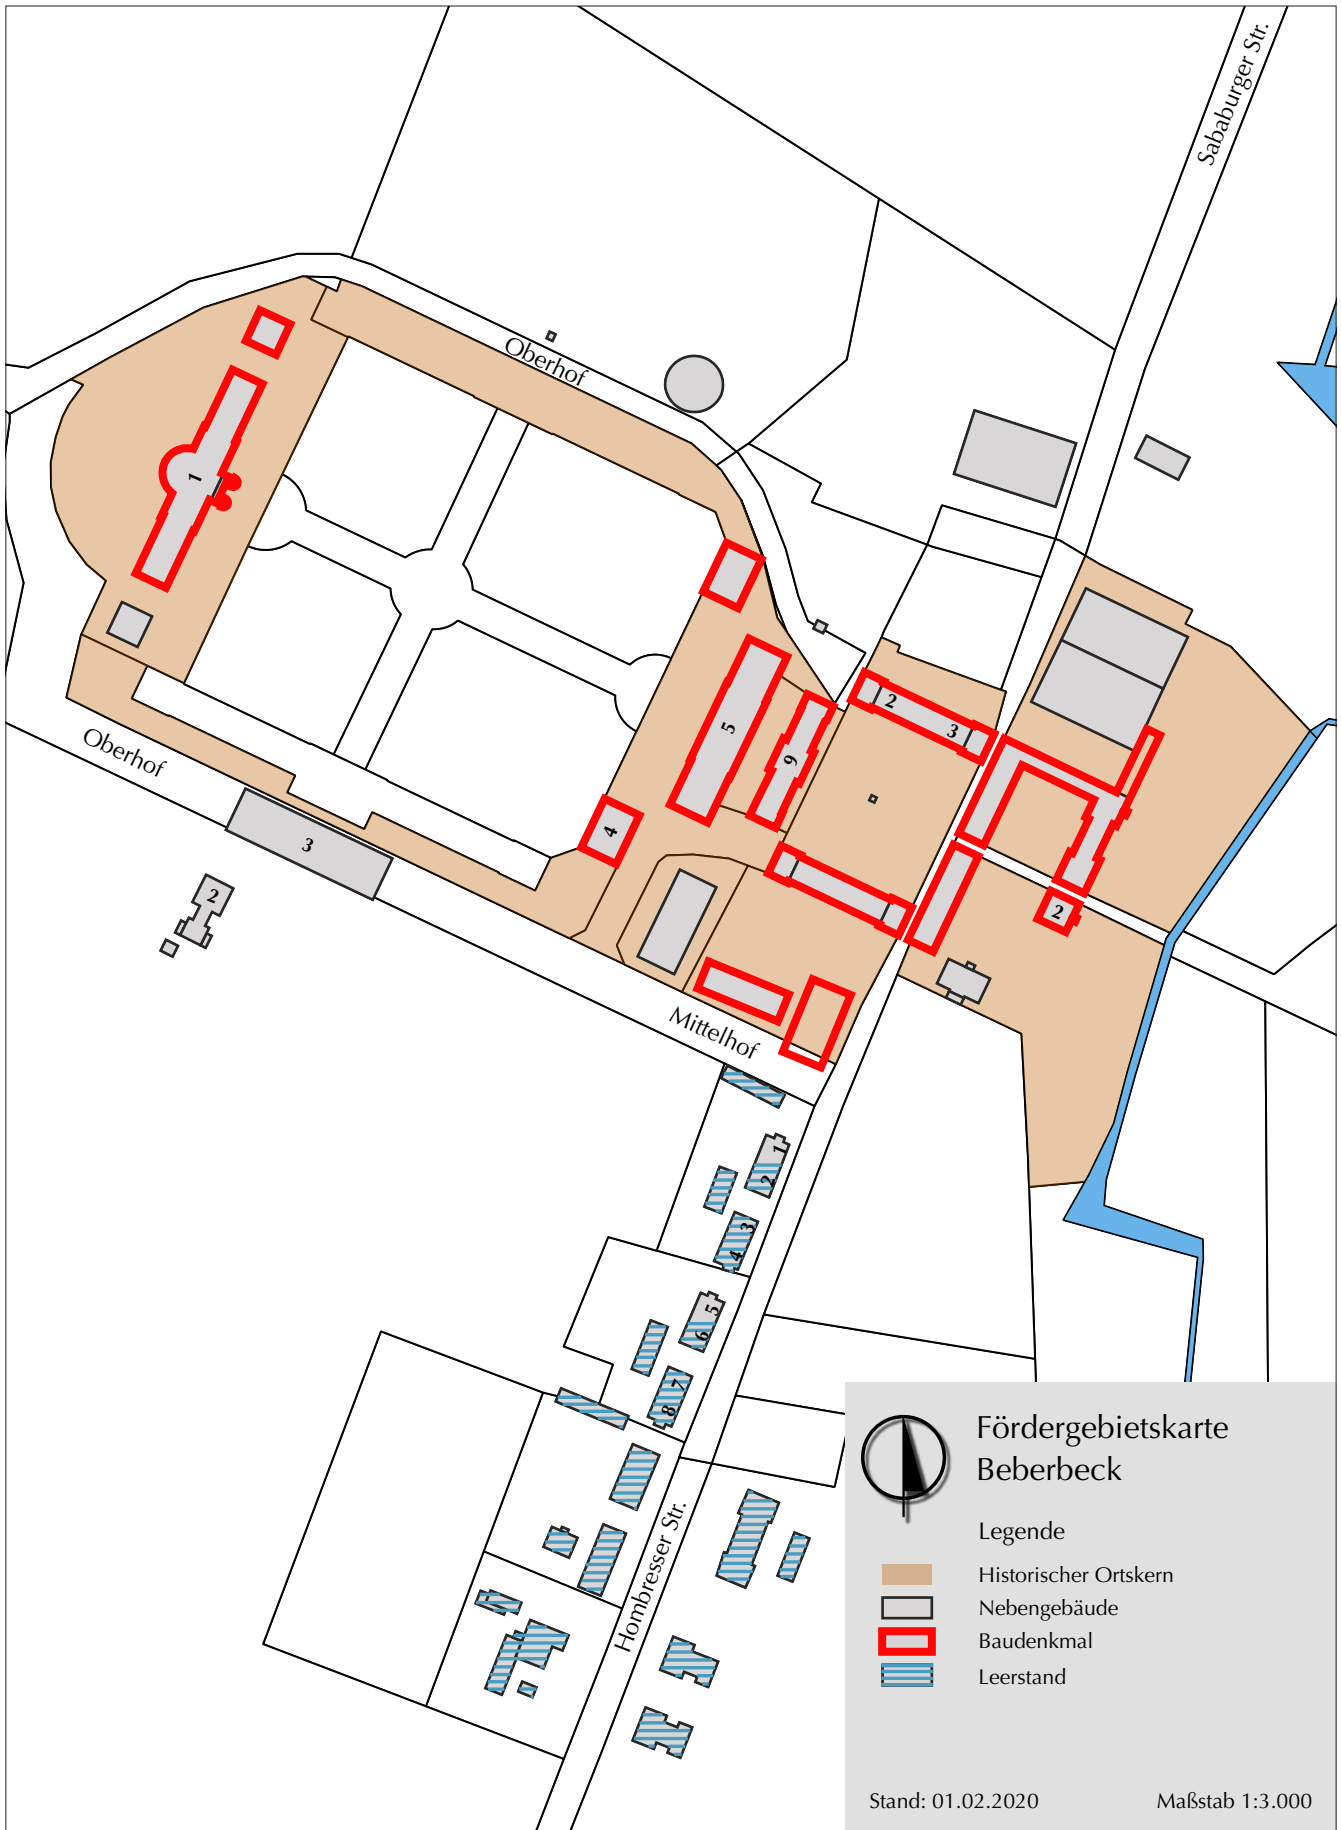 Sababurger Str.
Oberhof
1
2
3
5
9
4
Oberhof
3
2
2
Mittelhof
1
2
3
4
5
6
7
8
Hombresser Str.
Fördergebietskarte
Beberbeck
Legende
Historischer Ortskern
Nebengebäude
Baudenkmal
Leerstand
Stand: 01.02.2020 Maßstab 1:3.000